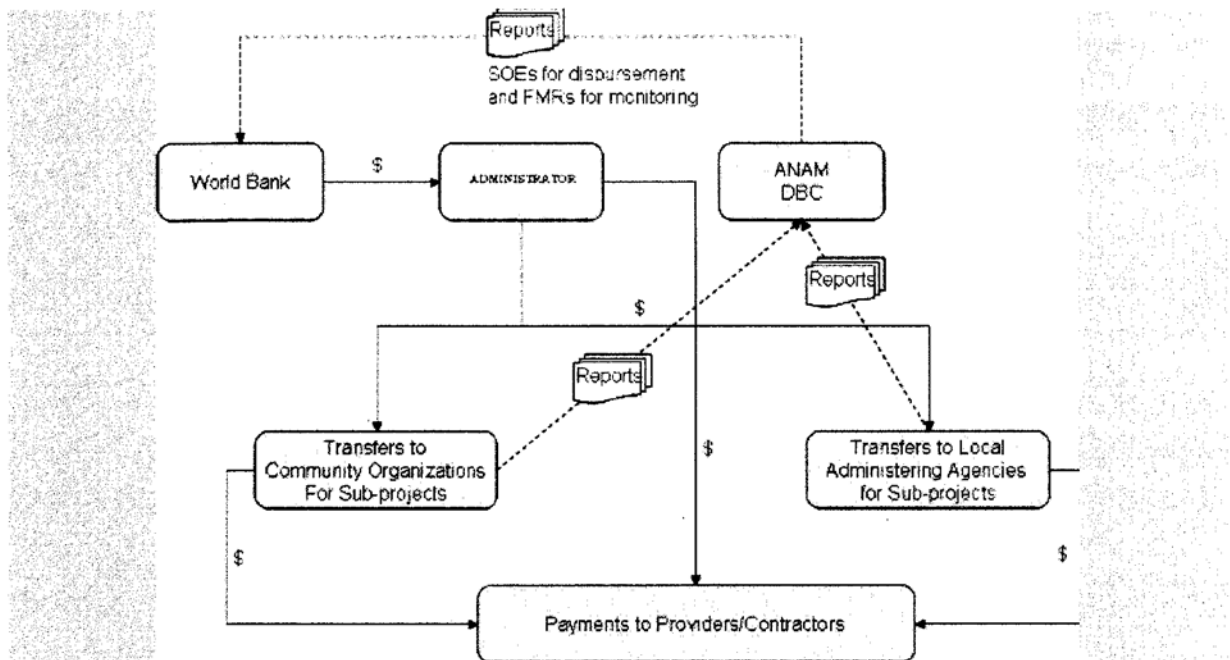 Reports
SOEs for disbursement
and FMRs for monitoring
World Bank
$
ADMINISTRATOR
ANAM
DBC
Reports
$
Reports
Transfers to
Community Organizations
For Sub-projects
$
Transfers to Local
Administering Agencies
for Sub-projects
$
$
Payments to Providers/Contractors